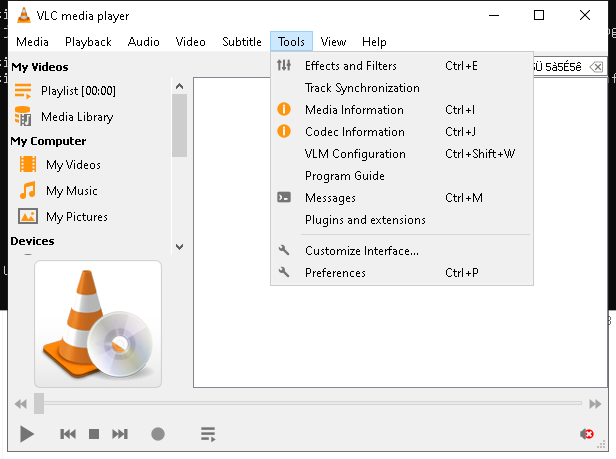 VLC media player
Media Playback Audio Video Subtitle Tools View Help
My Videos
Playlist [00:00]
Media Library
My Computer
My Videos
My Music
My Pictures
Devices
Effects and Filters Ctrl+E
Track Synchronization
Media Information Ctrl+I
Codec Information Ctrl+J
VLM Configuration Ctrl+Shift+W
Program Guide
Messages Ctrl+M
Plugins and extensions
Customize Interface...
Preferences Ctrl+P